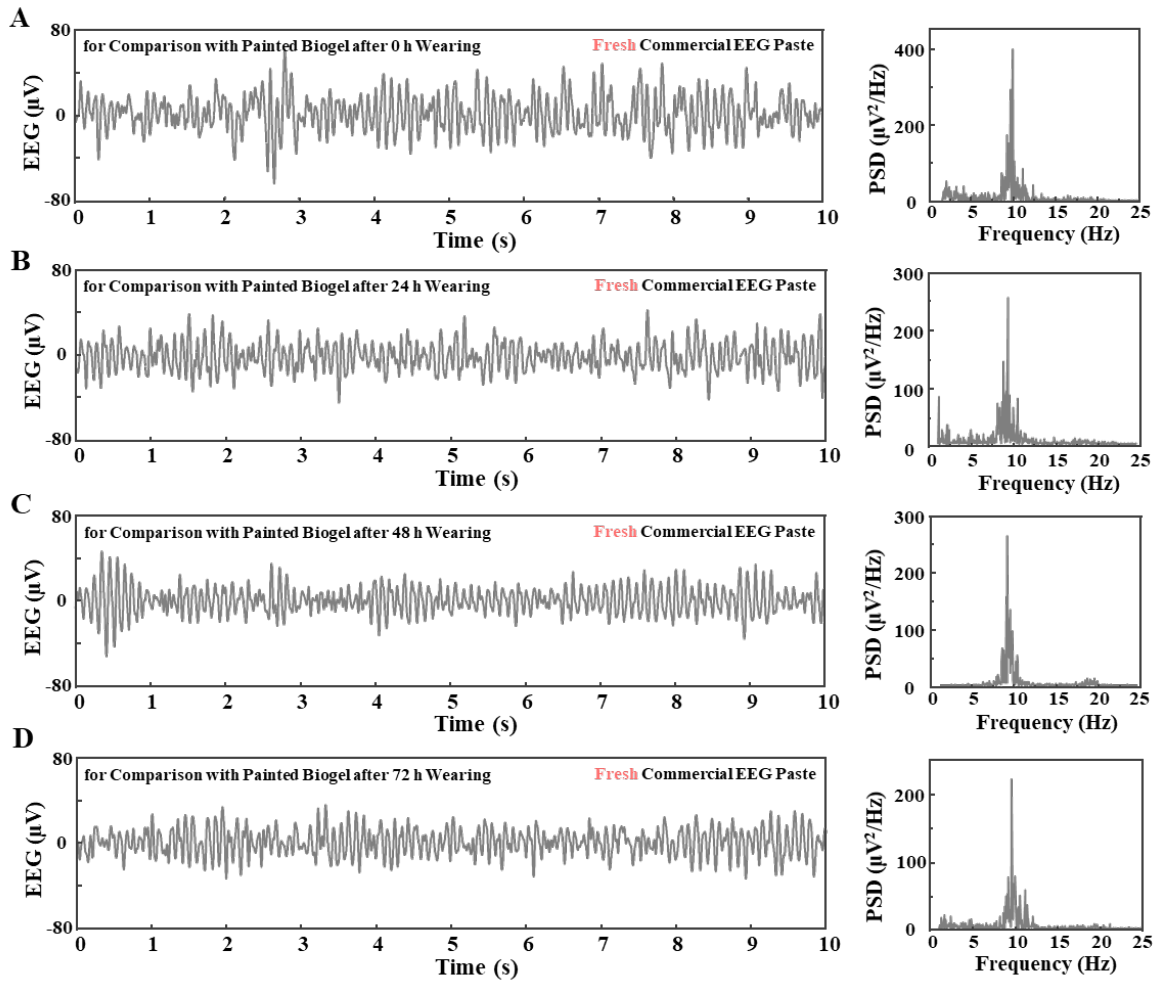 A
80
for Comparison with Painted Biogel after 0 h Wearing
Fresh Commercial EEG Paste
EEG (μV)
0
-80
0 1 2 3 4 5 6 7 8 9 10
Time (s)
PSD (μV²/Hz)
400
200
0
0 5 10 15 20 25
Frequency (Hz)
B
80
for Comparison with Painted Biogel after 24 h Wearing
Fresh Commercial EEG Paste
EEG (μV)
0
-80
0 1 2 3 4 5 6 7 8 9 10
Time (s)
PSD (μV²/Hz)
300
200
100
0
0 5 10 15 20 25
Frequency (Hz)
C
80
for Comparison with Painted Biogel after 48 h Wearing
Fresh Commercial EEG Paste
EEG (μV)
0
-80
0 1 2 3 4 5 6 7 8 9 10
Time (s)
PSD (μV²/Hz)
300
200
100
0
0 5 10 15 20 25
Frequency (Hz)
D
80
for Comparison with Painted Biogel after 72 h Wearing
Fresh Commercial EEG Paste
EEG (μV)
0
-80
0 1 2 3 4 5 6 7 8 9 10
Time (s)
PSD (μV²/Hz)
200
100
0
0 5 10 15 20 25
Frequency (Hz)